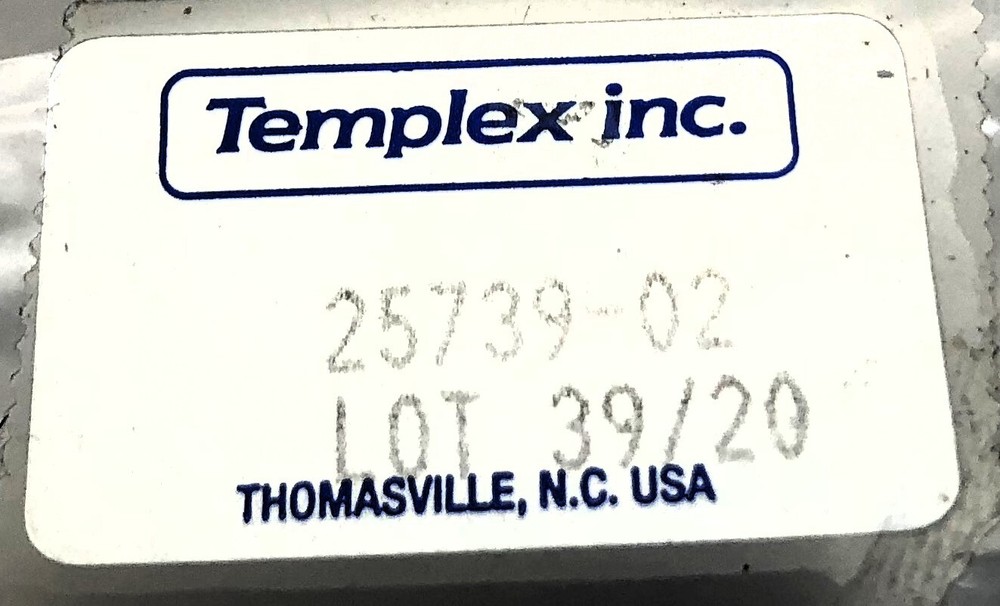 Templex inc.
25739-02
LOT 39/20
THOMASVILLE, N.C. USA